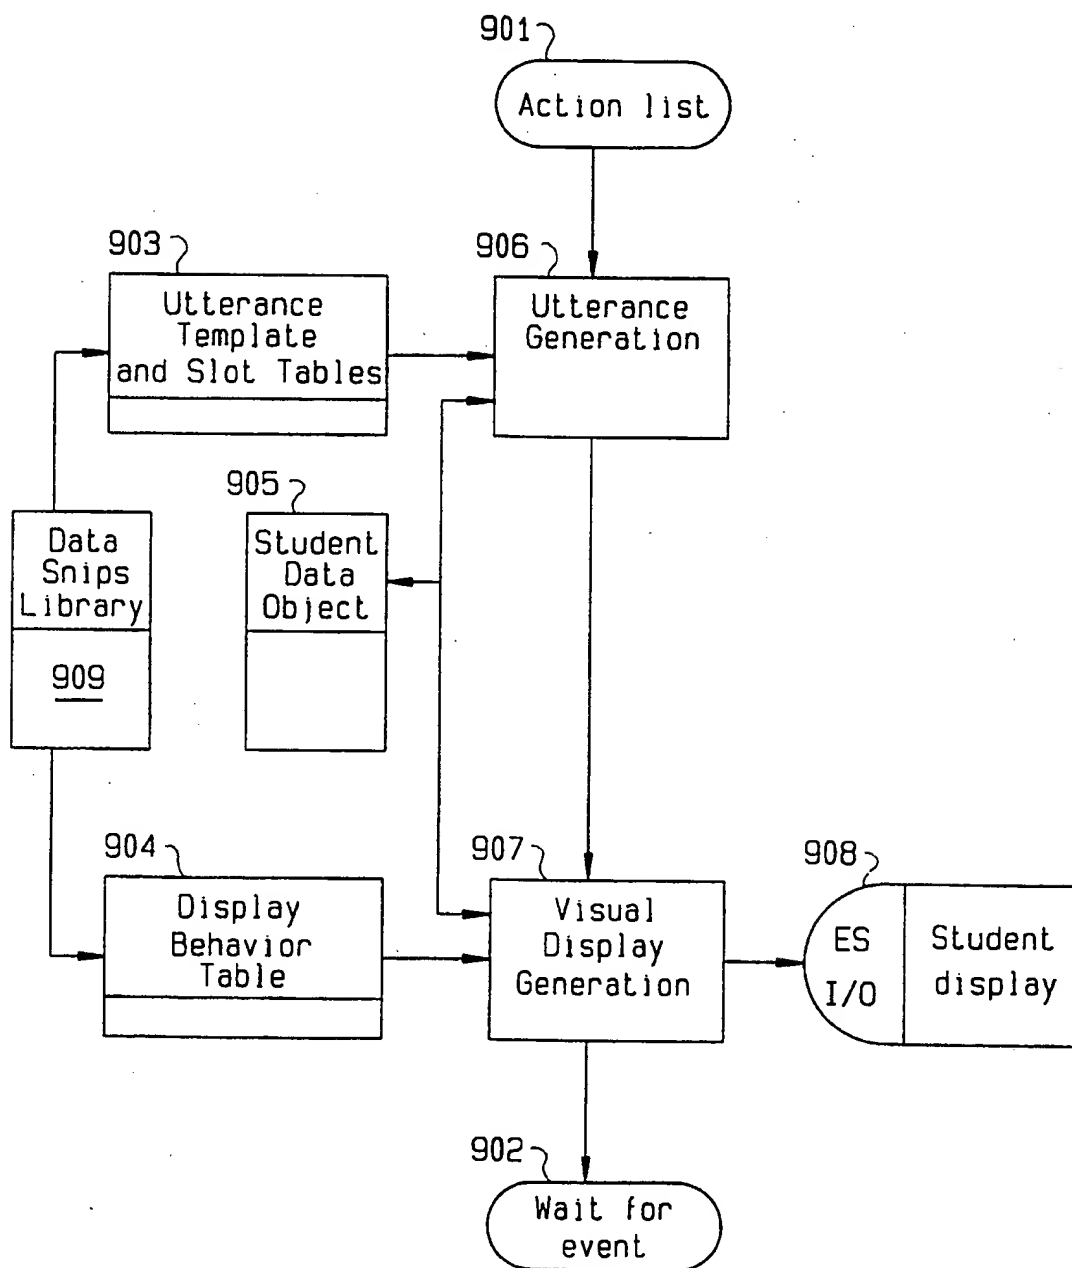 901
Action list
903
Utterance
Template
and Slot Tables
906
Utterance
Generation
905
Student
Data
Object
Data
Snips
Library
909
904
Display
Behavior
Table
907
Visual
Display
Generation
908
ES
I/O
Student
display
902
Wait for
event